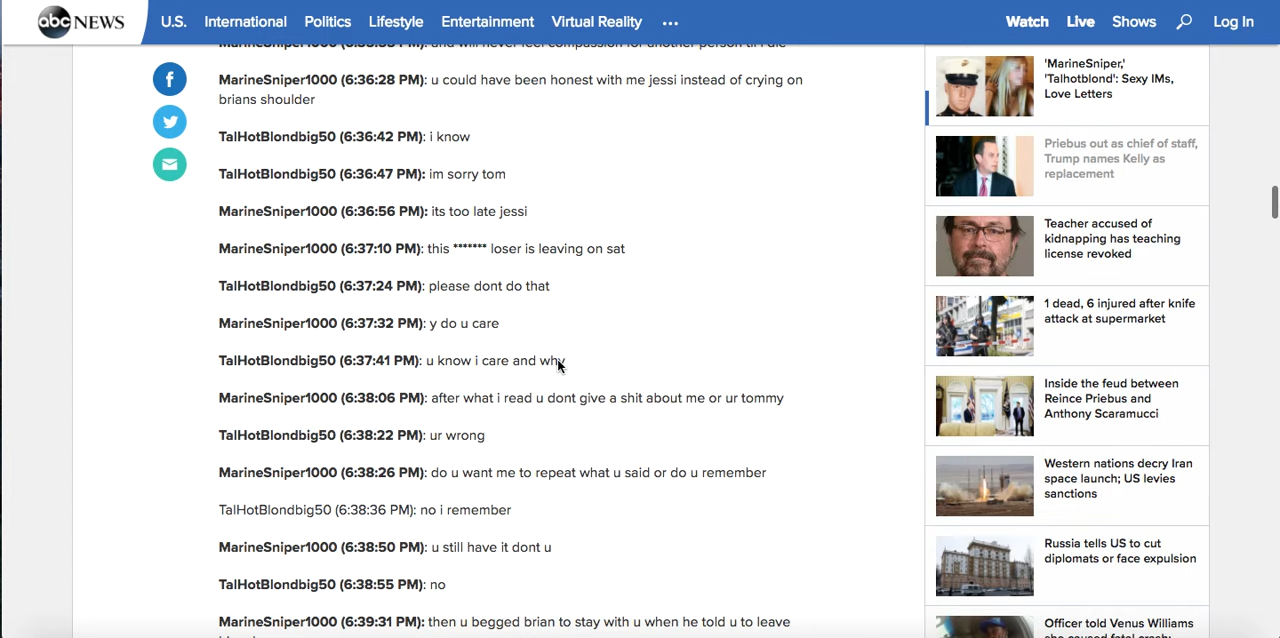 abc NEWS
U.S. International Politics Lifestyle Entertainment Virtual Reality ...
Watch Live Shows Log In
MarineSniper1000 (6:36:28 PM): u could have been honest with me jessi instead of crying on
brians shoulder
TalHotBlondbig50 (6:36:42 PM): i know
TalHotBlondbig50 (6:36:47 PM): im sorry tom
MarineSniper1000 (6:36:56 PM): its too late jessi
MarineSniper1000 (6:37:10 PM): this ******* loser is leaving on sat
TalHotBlondbig50 (6:37:24 PM): please dont do that
MarineSniper1000 (6:37:32 PM): y do u care
TalHotBlondbig50 (6:37:41 PM): u know i care and why
MarineSniper1000 (6:38:06 PM): after what i read u dont give a shit about me or ur tommy
TalHotBlondbig50 (6:38:22 PM): ur wrong
MarineSniper1000 (6:38:26 PM): do u want me to repeat what u said or do u remember
TalHotBlondbig50 (6:38:36 PM): no i remember
MarineSniper1000 (6:38:50 PM): u still have it dont u
TalHotBlondbig50 (6:38:55 PM): no
MarineSniper1000 (6:39:31 PM): then u begged brian to stay with u when he told u to leave
'MarineSniper,'
'Talhotblond': Sexy IMs,
Love Letters
Priebus out as chief of staff,
Trump names Kelly as
replacement
Teacher accused of
kidnapping has teaching
license revoked
1 dead, 6 injured after knife
attack at supermarket
Inside the feud between
Reince Priebus and
Anthony Scaramucci
Western nations decry Iran
space launch; US levies
sanctions
Russia tells US to cut
diplomats or face expulsion
Officer told Venus Williams
she caused fatal crash: